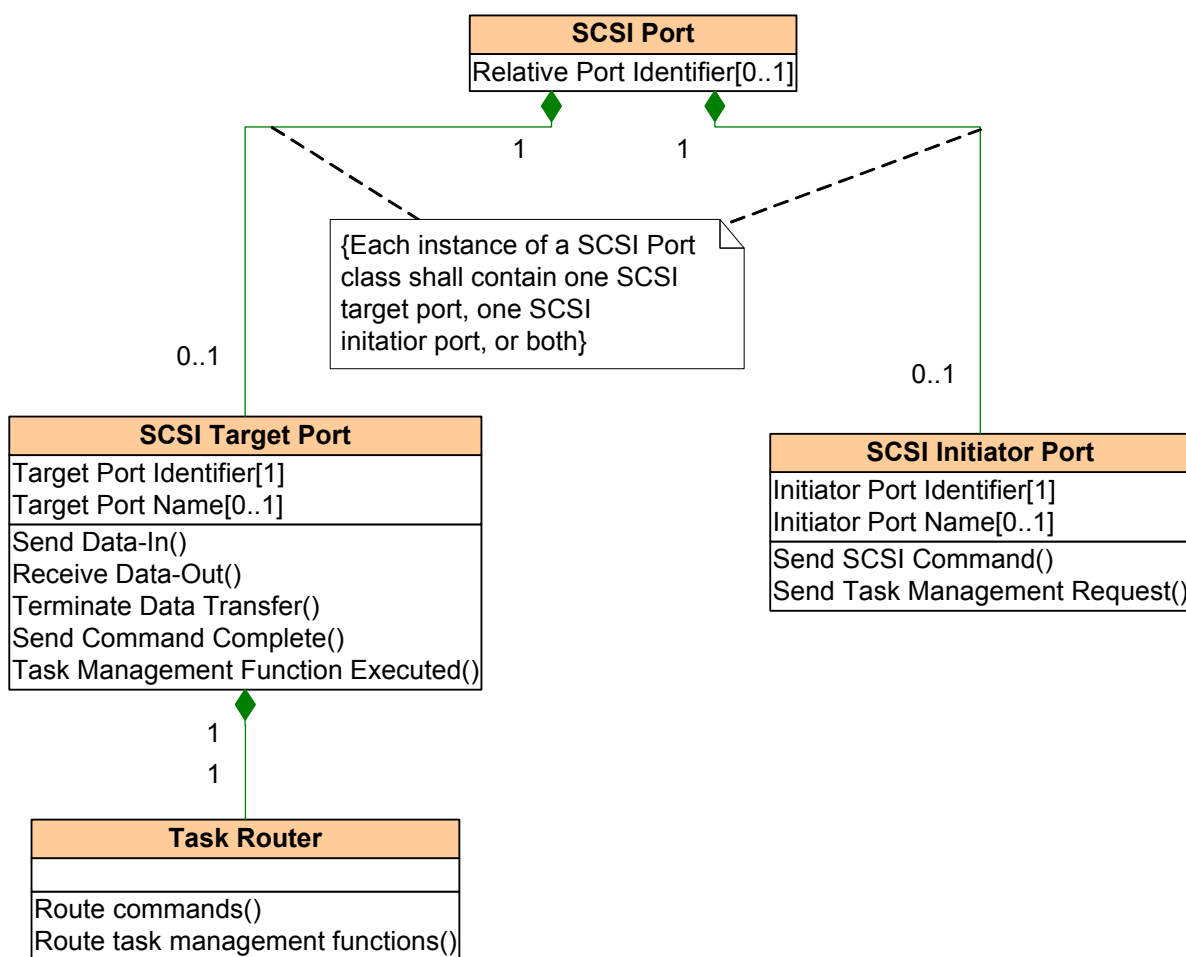 SCSI Port
Relative Port Identifier[0..1]
1
1
{Each instance of a SCSI Port
class shall contain one SCSI
target port, one SCSI
initatior port, or both}
0..1
0..1
SCSI Target Port
Target Port Identifier[1]
Target Port Name[0..1]
Send Data-In()
Receive Data-Out()
Terminate Data Transfer()
Send Command Complete()
Task Management Function Executed()
SCSI Initiator Port
Initiator Port Identifier[1]
Initiator Port Name[0..1]
Send SCSI Command()
Send Task Management Request()
1
1
Task Router
Route commands()
Route task management functions()